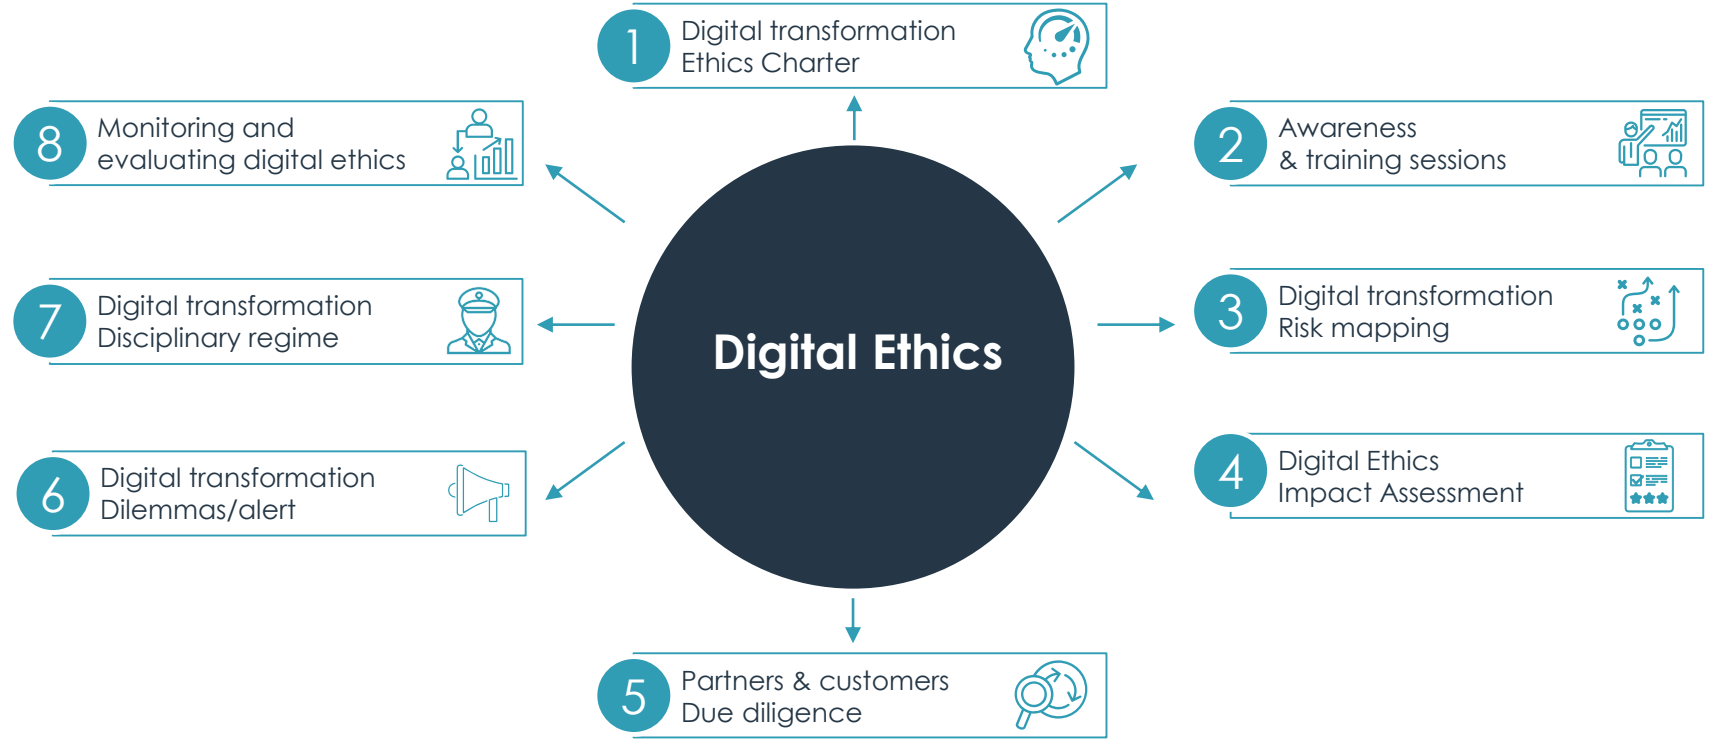 1
Digital transformation
Ethics Charter
2
Awareness
& training sessions
3
Digital transformation
Risk mapping
4
Digital Ethics
Impact Assessment
5
Partners & customers
Due diligence
6
Digital transformation
Dilemmas/alert
7
Digital transformation
Disciplinary regime
8
Monitoring and
evaluating digital ethics
Digital Ethics